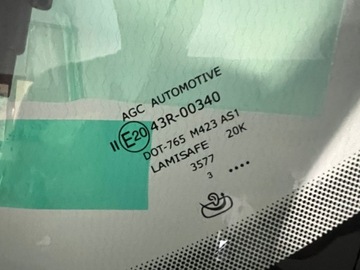 AGC AUTOMOTIVE
II E20 43R-00340
DOT-765 M423 AS1
LAMISAFE 20K
3577
3 ....